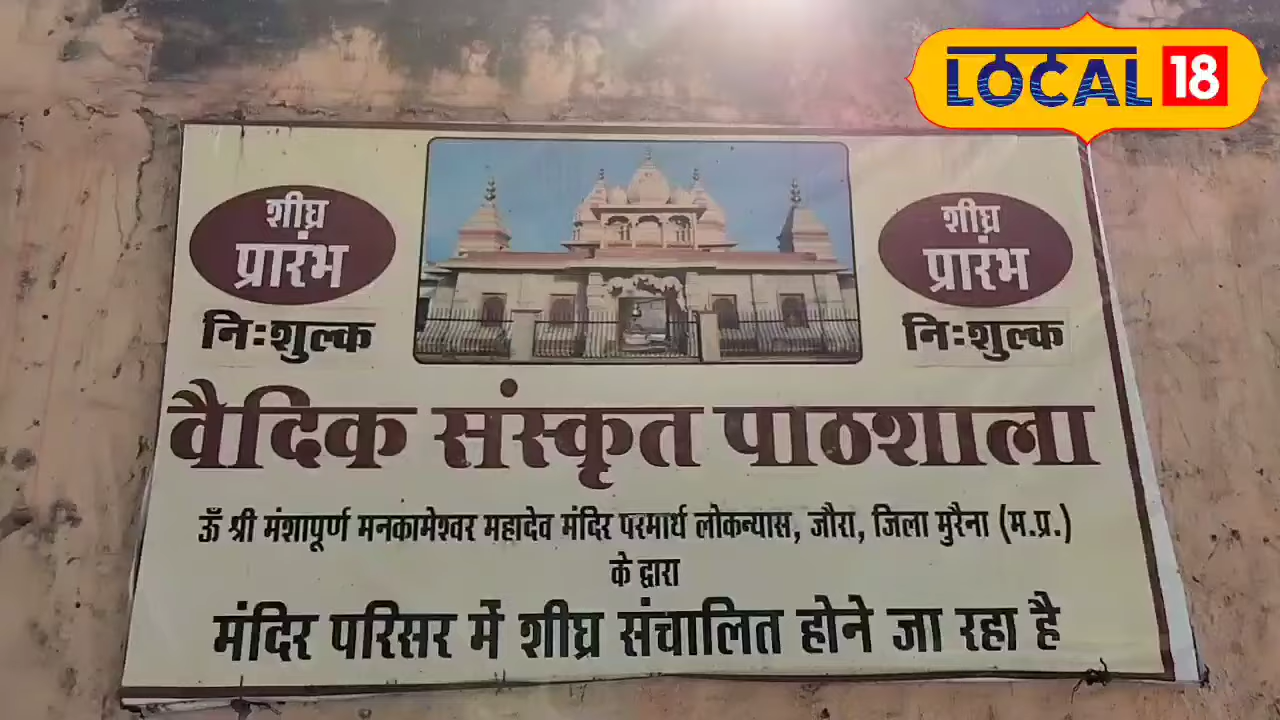 LOCAL 18
शीघ्र
प्रारंभ
निःशुल्क
शीघ्र
प्रारंभ
निःशुल्क
वैदिक संस्कृत पाठशाला
ॐ श्री मंशापूर्ण मनकामेश्वर महादेव मंदिर परमार्थ लोकन्यास, जौरा, जिला मुरैना (म.प्र.)
के द्वारा
मंदिर परिसर में शीघ्र संचालित होने जा रहा है